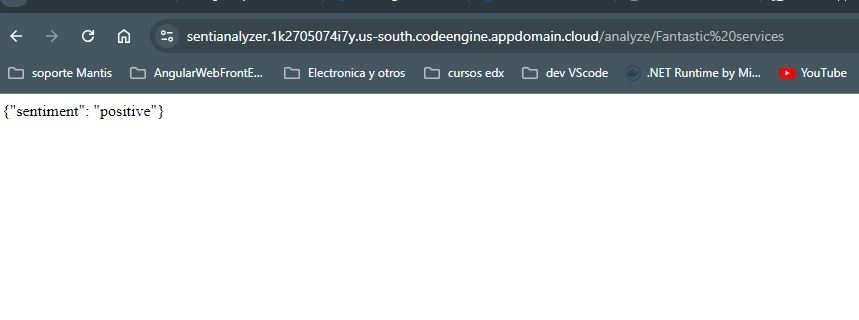 sentianalyzer.1k2705074i7y.us-south.codeengine.appdomain.cloud/analyze/Fantastic%20services
soporte Mantis AngularWebFrontE... Electronica y otros cursos edx dev VScode .NET Runtime by Mi... YouTube
{"sentiment": "positive"}